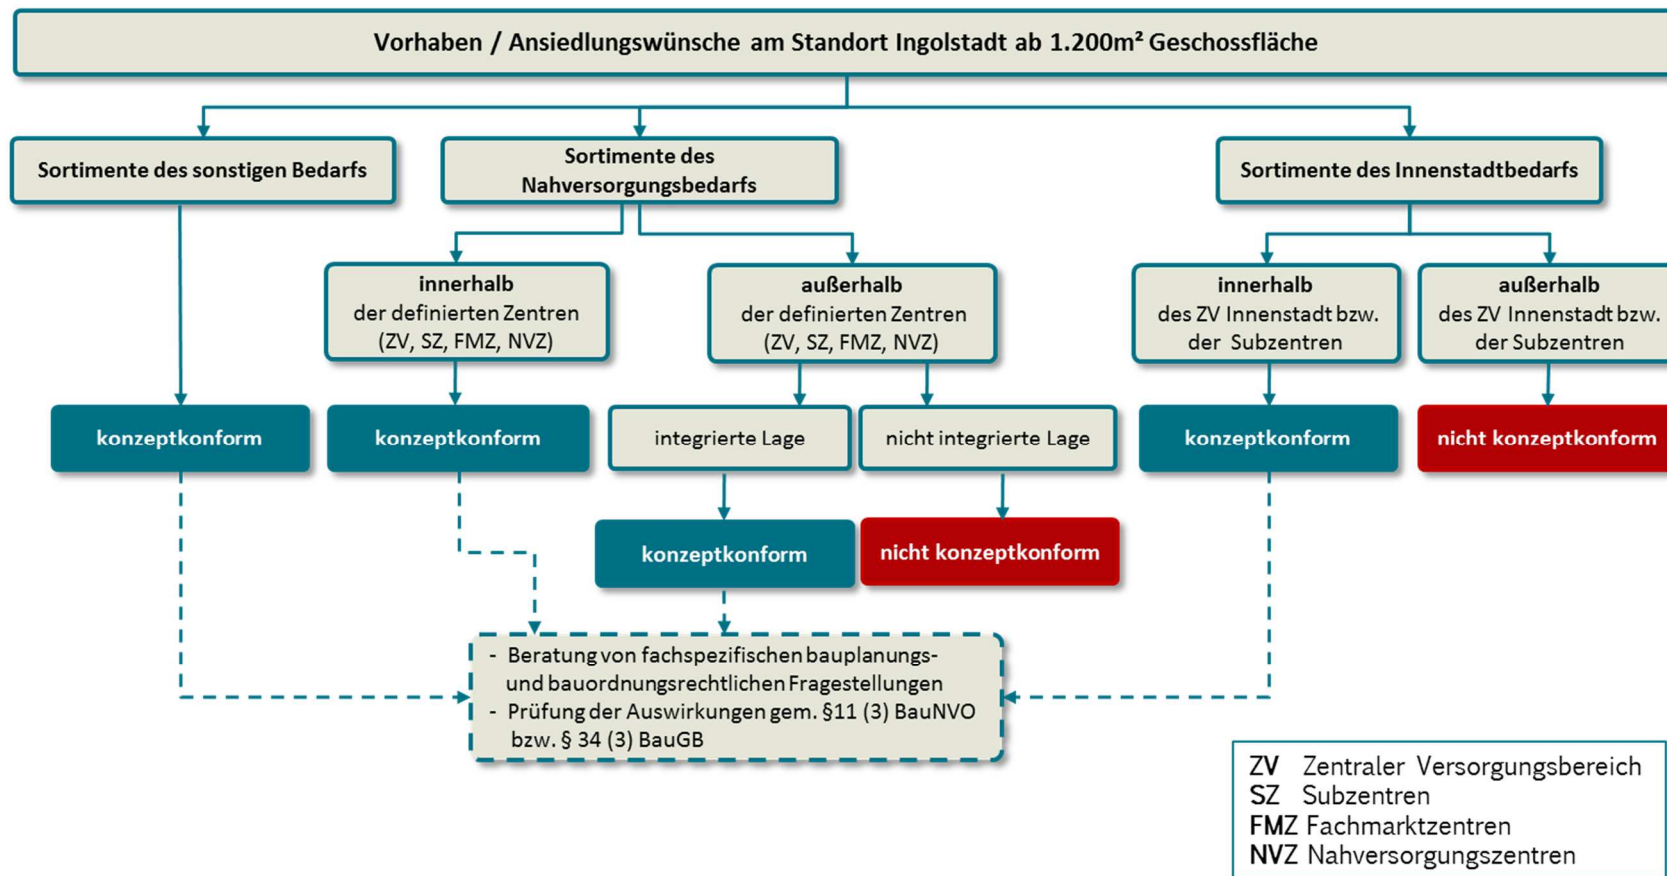 Vorhaben / Ansiedlungswünsche am Standort Ingolstadt ab 1.200m² Geschossfläche
Sortimente des sonstigen Bedarfs
Sortimente des
Nahversorgungsbedarfs
Sortimente des Innenstadtbedarfs
innerhalb
der definierten Zentren
(ZV, SZ, FMZ, NVZ)
außerhalb
der definierten Zentren
(ZV, SZ, FMZ, NVZ)
innerhalb
des ZV Innenstadt bzw.
der Subzentren
außerhalb
des ZV Innenstadt bzw.
der Subzentren
konzeptkonform
konzeptkonform
integrierte Lage
nicht integrierte Lage
konzeptkonform
nicht konzeptkonform
konzeptkonform
nicht konzeptkonform
- Beratung von fachspezifischen bauplanungs-
und bauordnungsrechtlichen Fragestellungen
- Prüfung der Auswirkungen gem. §11 (3) BauNVO
bzw. § 34 (3) BauGB
ZV Zentraler Versorgungsbereich
SZ Subzentren
FMZ Fachmarktzentren
NVZ Nahversorgungszentren